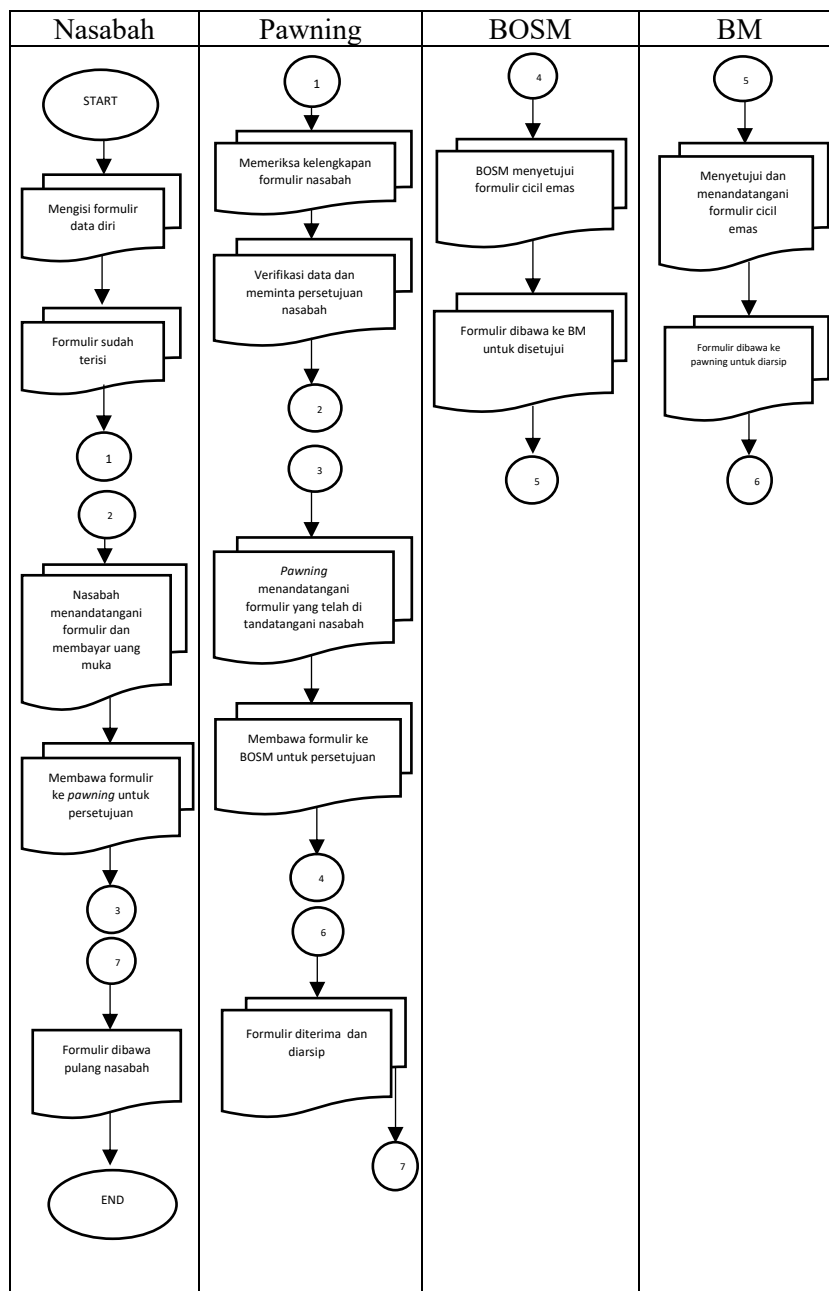 Nasabah
Pawning
BOSM
BM
START
Mengisi formulir
data diri
Formulir sudah
terisi
1
2
Nasabah
menandatangani
formulir dan
membayar uang
muka
Membawa formulir
ke pawning untuk
persetujuan
3
7
Formulir dibawa
pulang nasabah
END
1
Memeriksa kelengkapan
formulir nasabah
Verifikasi data dan
meminta persetujuan
nasabah
2
3
Pawning
menandatangani
formulir yang telah di
tandatangani nasabah
Membawa formulir ke
BOSM untuk persetujuan
4
6
Formulir diterima dan
diarsip
7
4
BOSM menyetujui
formulir cicil emas
Formulir dibawa ke BM
untuk disetujui
5
5
Menyetujui dan
menandatangani
formulir cicil
emas
Formulir dibawa ke
pawning untuk diarsip
6